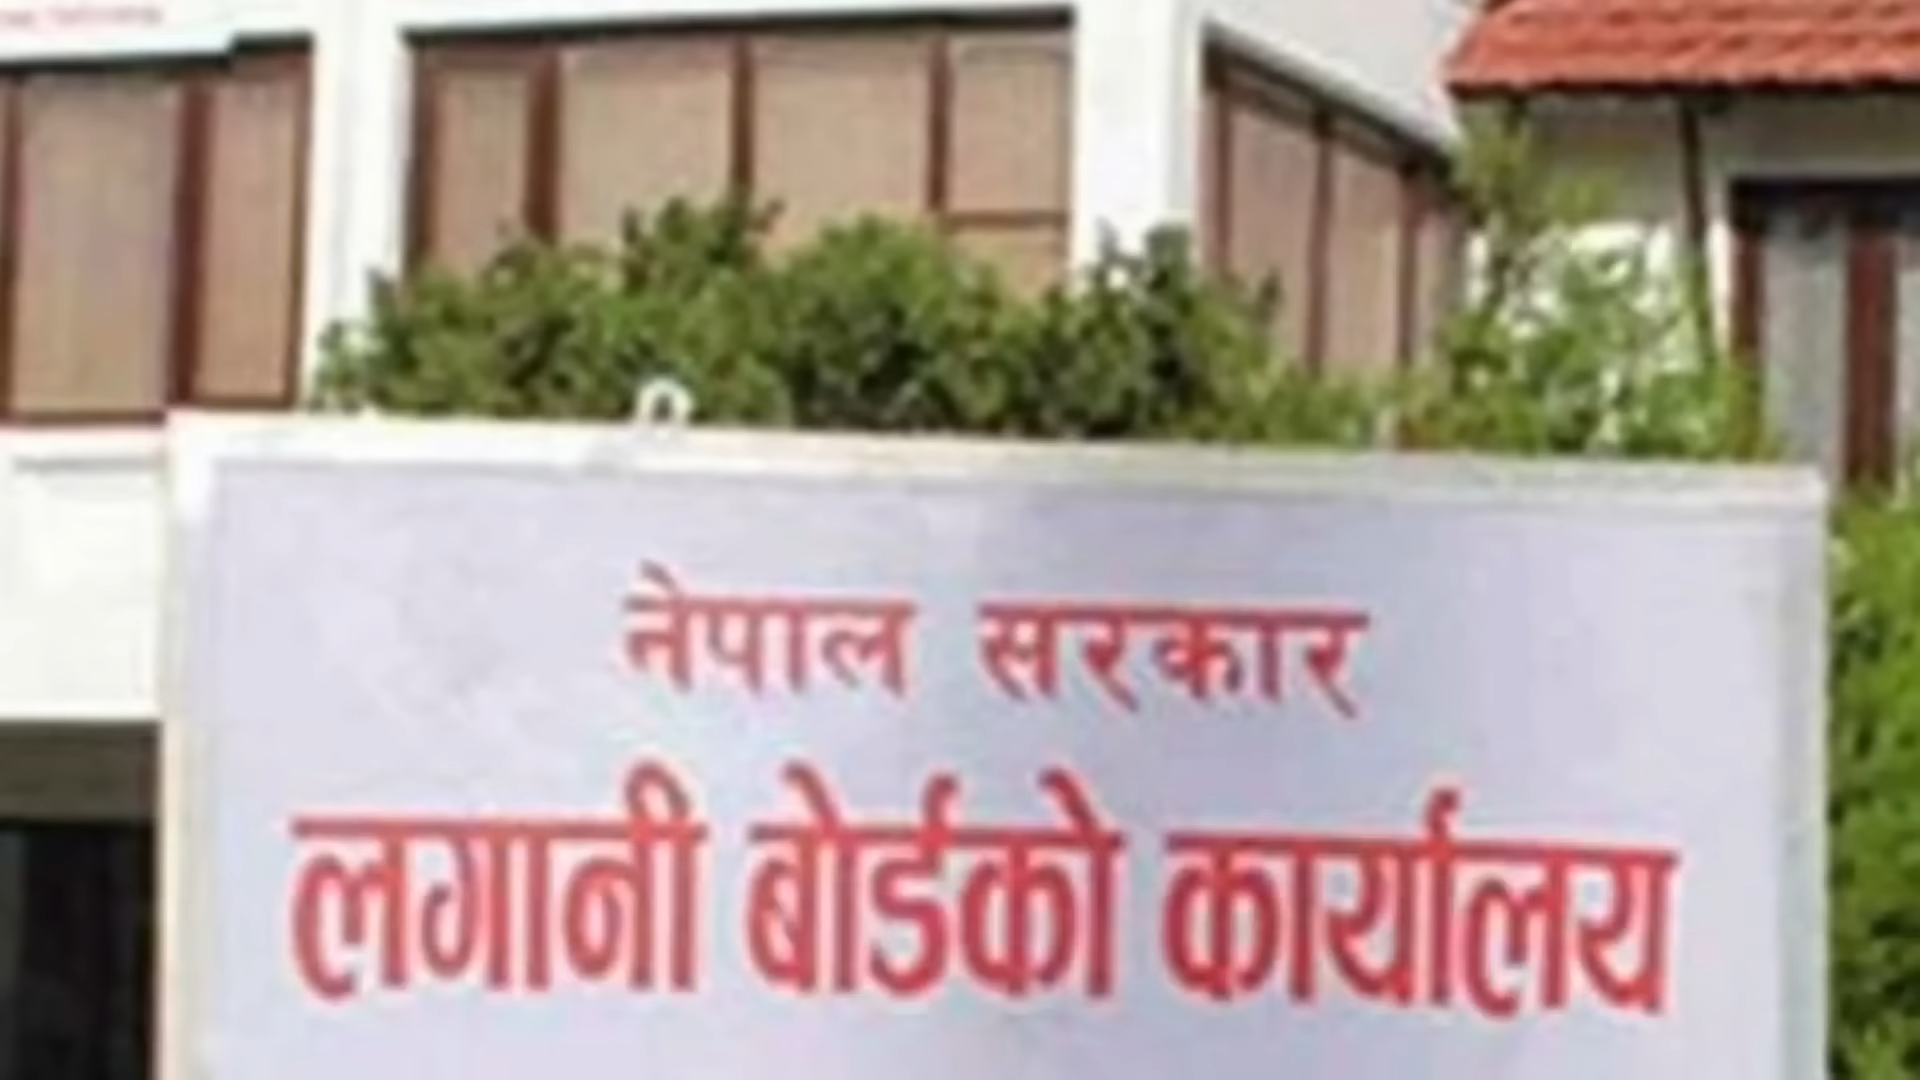 नेपाल सरकार
लगानी बोर्डको कार्यालय